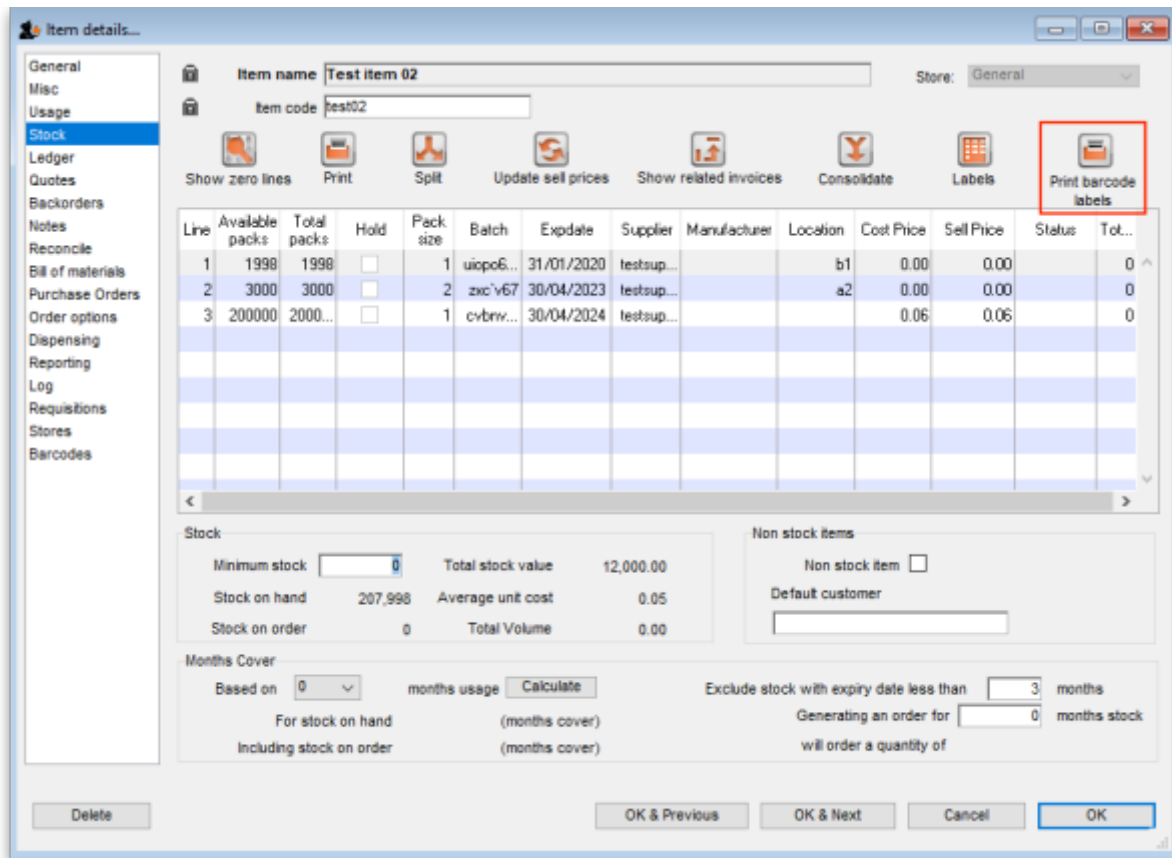 Item details...
General
Misc
Usage
Stock
Ledger
Quotes
Backorders
Notes
Reconcile
Bill of materials
Purchase Orders
Order options
Dispensing
Reporting
Log
Requisitions
Stores
Barcodes
Item name Test item 02 Store: General
Item code test02
Show zero lines Print Split Update sell prices Show related invoices Consolidate Labels Print barcode labels
Line Available packs Total packs Hold Pack size Batch Expdate Supplier Manufacturer Location Cost Price Sell Price Status Tot...
1 1998 1998 1 uiopo6... 31/01/2020 testsup... b1 0.00 0.00 0
2 3000 3000 2 zxc`v67 30/04/2023 testsup... a2 0.00 0.00 0
3 200000 2000... 1 cvbnv... 30/04/2024 testsup... 0.06 0.06 0
Stock
Minimum stock 0 Total stock value 12,000.00
Stock on hand 207,998 Average unit cost 0.05
Stock on order 0 Total Volume 0.00
Non stock items
Non stock item
Default customer
Months Cover
Based on 0 months usage Calculate Exclude stock with expiry date less than 3 months
For stock on hand (months cover) Generating an order for 0 months stock
Including stock on order (months cover) will order a quantity of
Delete OK & Previous OK & Next Cancel OK